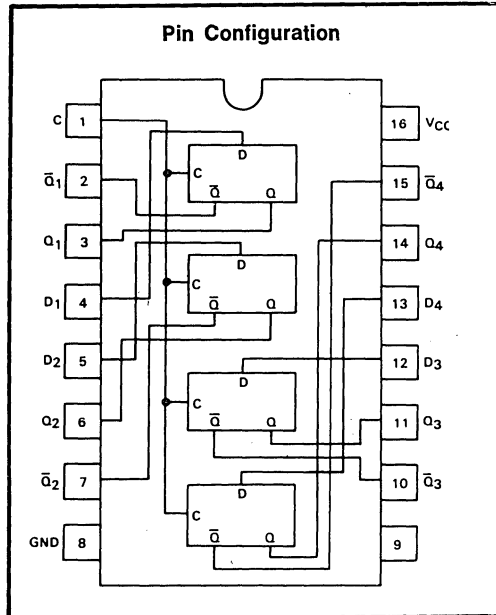 Pin Configuration
C 1
Q̅1 2
Q1 3
D1 4
D2 5
Q2 6
Q̅2 7
GND 8
16 VCC
15 Q̅4
14 Q4
13 D4
12 D3
11 Q3
10 Q̅3
9
D
C
Q̅ Q
D
C
Q̅ Q
D
C
Q̅ Q
D
C
Q̅ Q